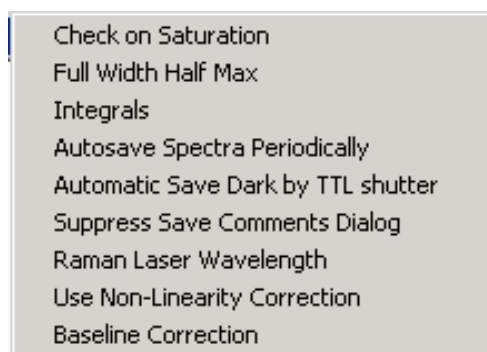 Check on Saturation
Full Width Half Max
Integrals
Autosave Spectra Periodically
Automatic Save Dark by TTL shutter
Suppress Save Comments Dialog
Raman Laser Wavelength
Use Non-Linearity Correction
Baseline Correction